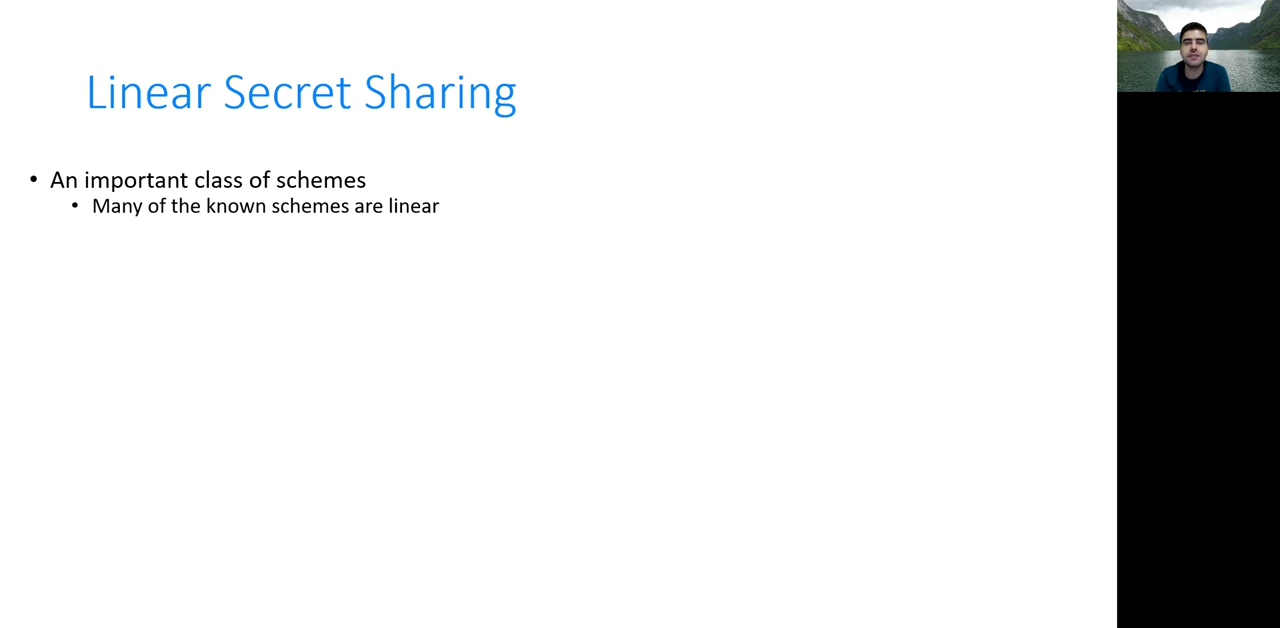 Linear Secret Sharing
• An important class of schemes
• Many of the known schemes are linear